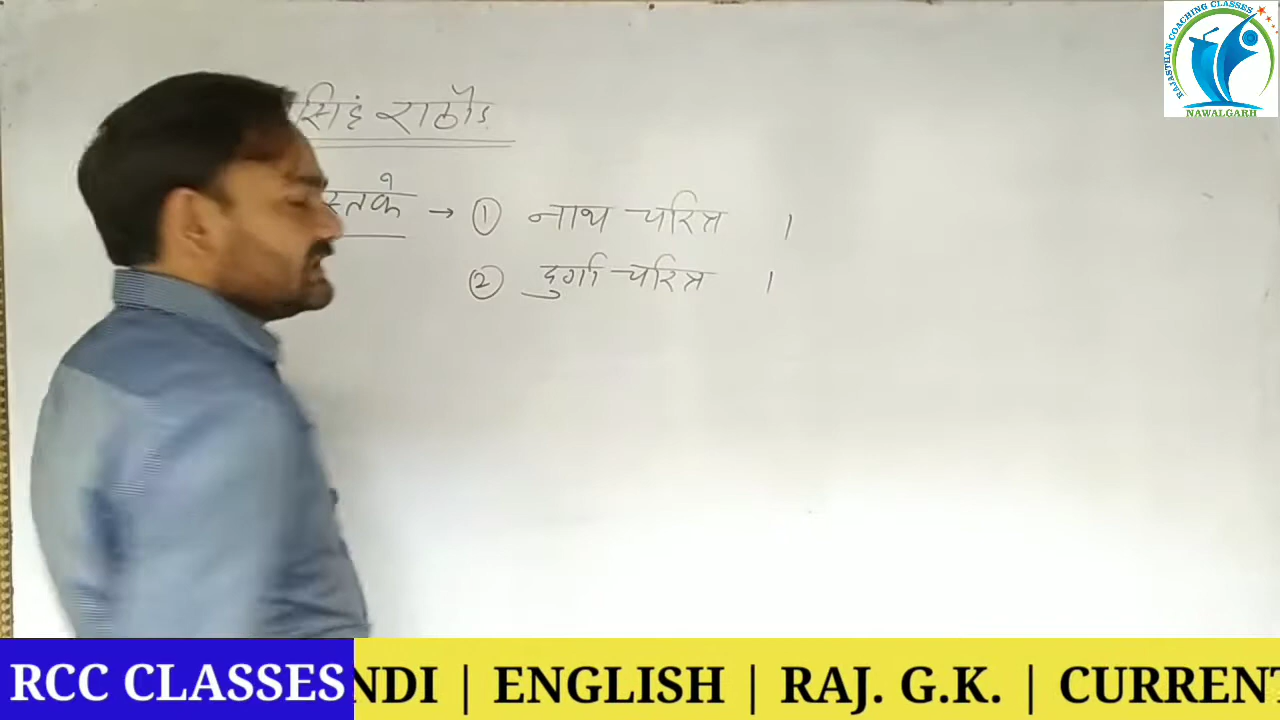 RAJASTHAN COACHING CLASSES
NAWALGARH
सिहं राठौड
स्तके → ① नाथ चरित्र ।
② दुर्गा चरित्र ।
RCC CLASSES NDI | ENGLISH | RAJ. G.K. | CURRENT